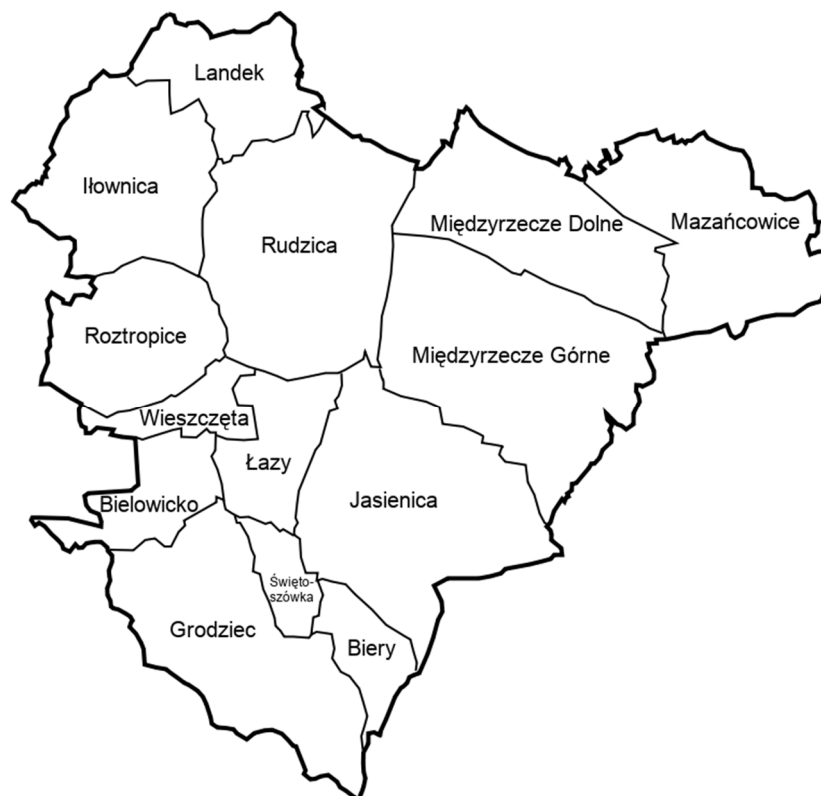 Landek
Iłownica
Międzyrzecze Dolne
Mazańcowice
Rudzica
Roztropice
Międzyrzecze Górne
Wieszczęta
Łazy
Jasienica
Bielowicko
Święto-
szówka
Grodziec
Biery